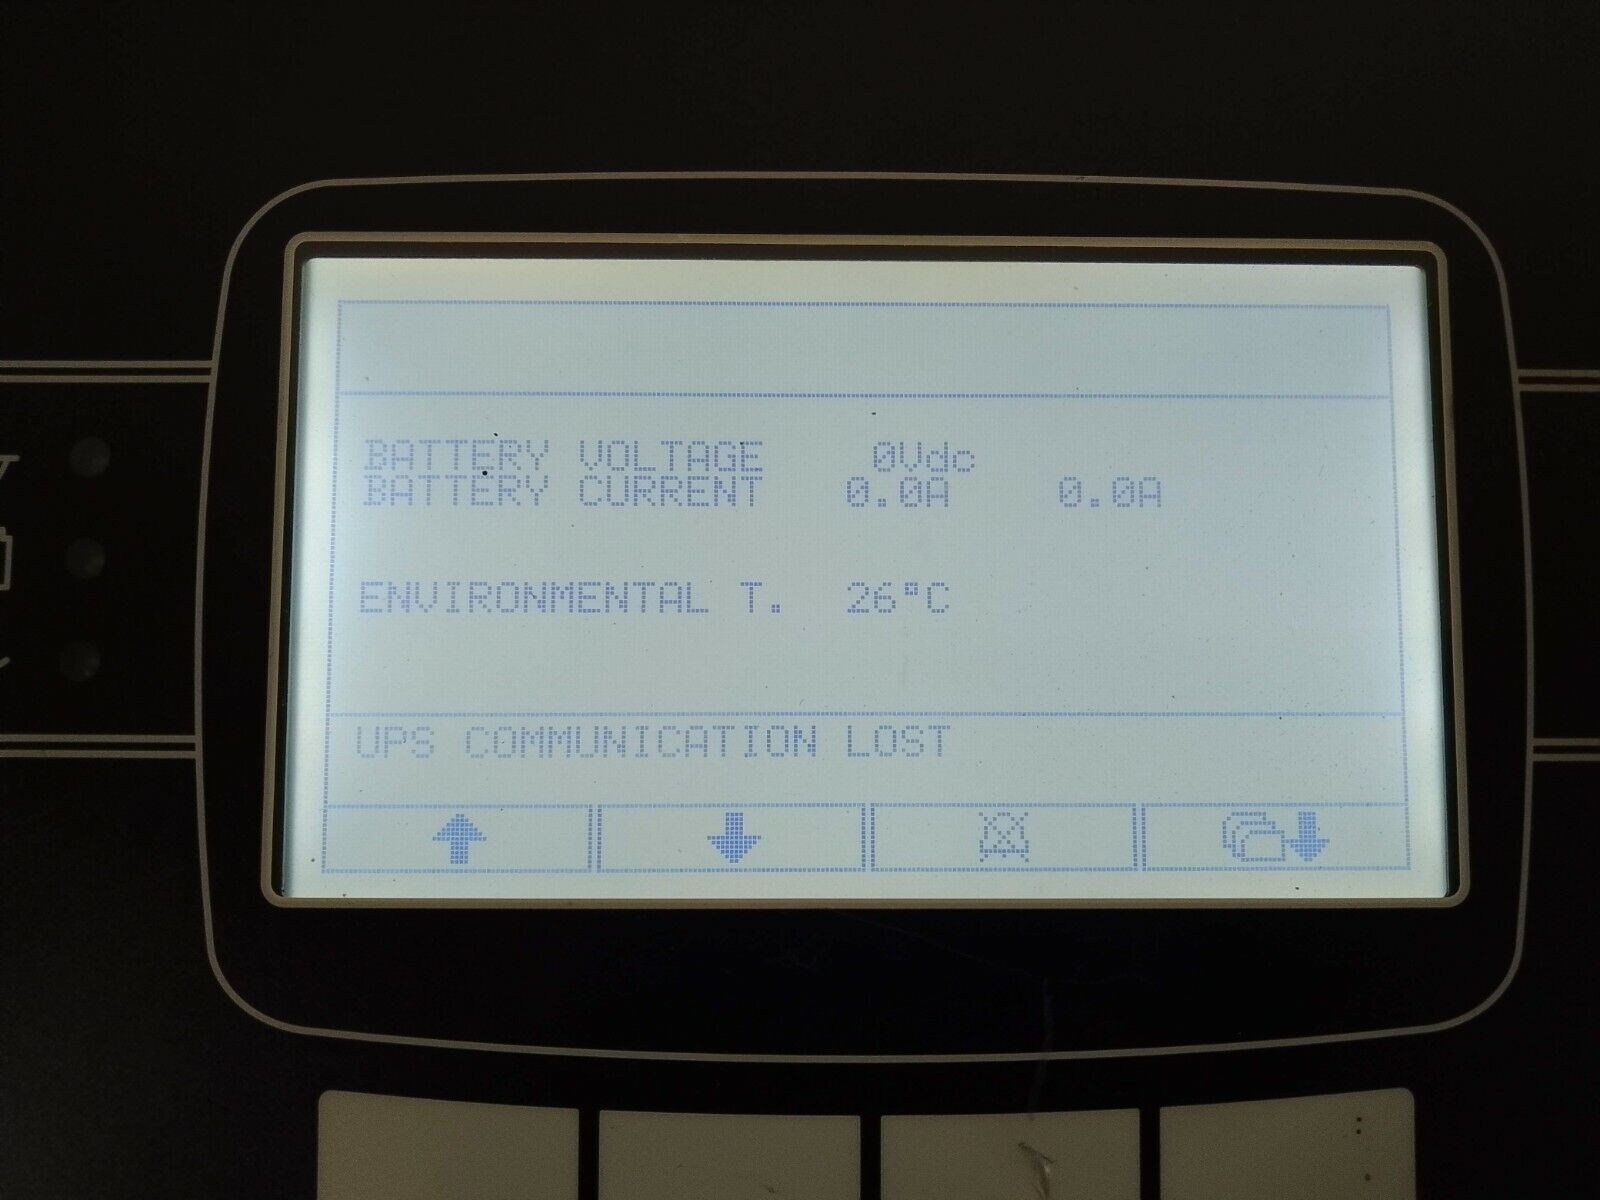 BATTERY VOLTAGE 0Vdc
BATTERY CURRENT 0.0A 0.0A
ENVIRONMENTAL T. 26°C
UPS COMMUNICATION LOST